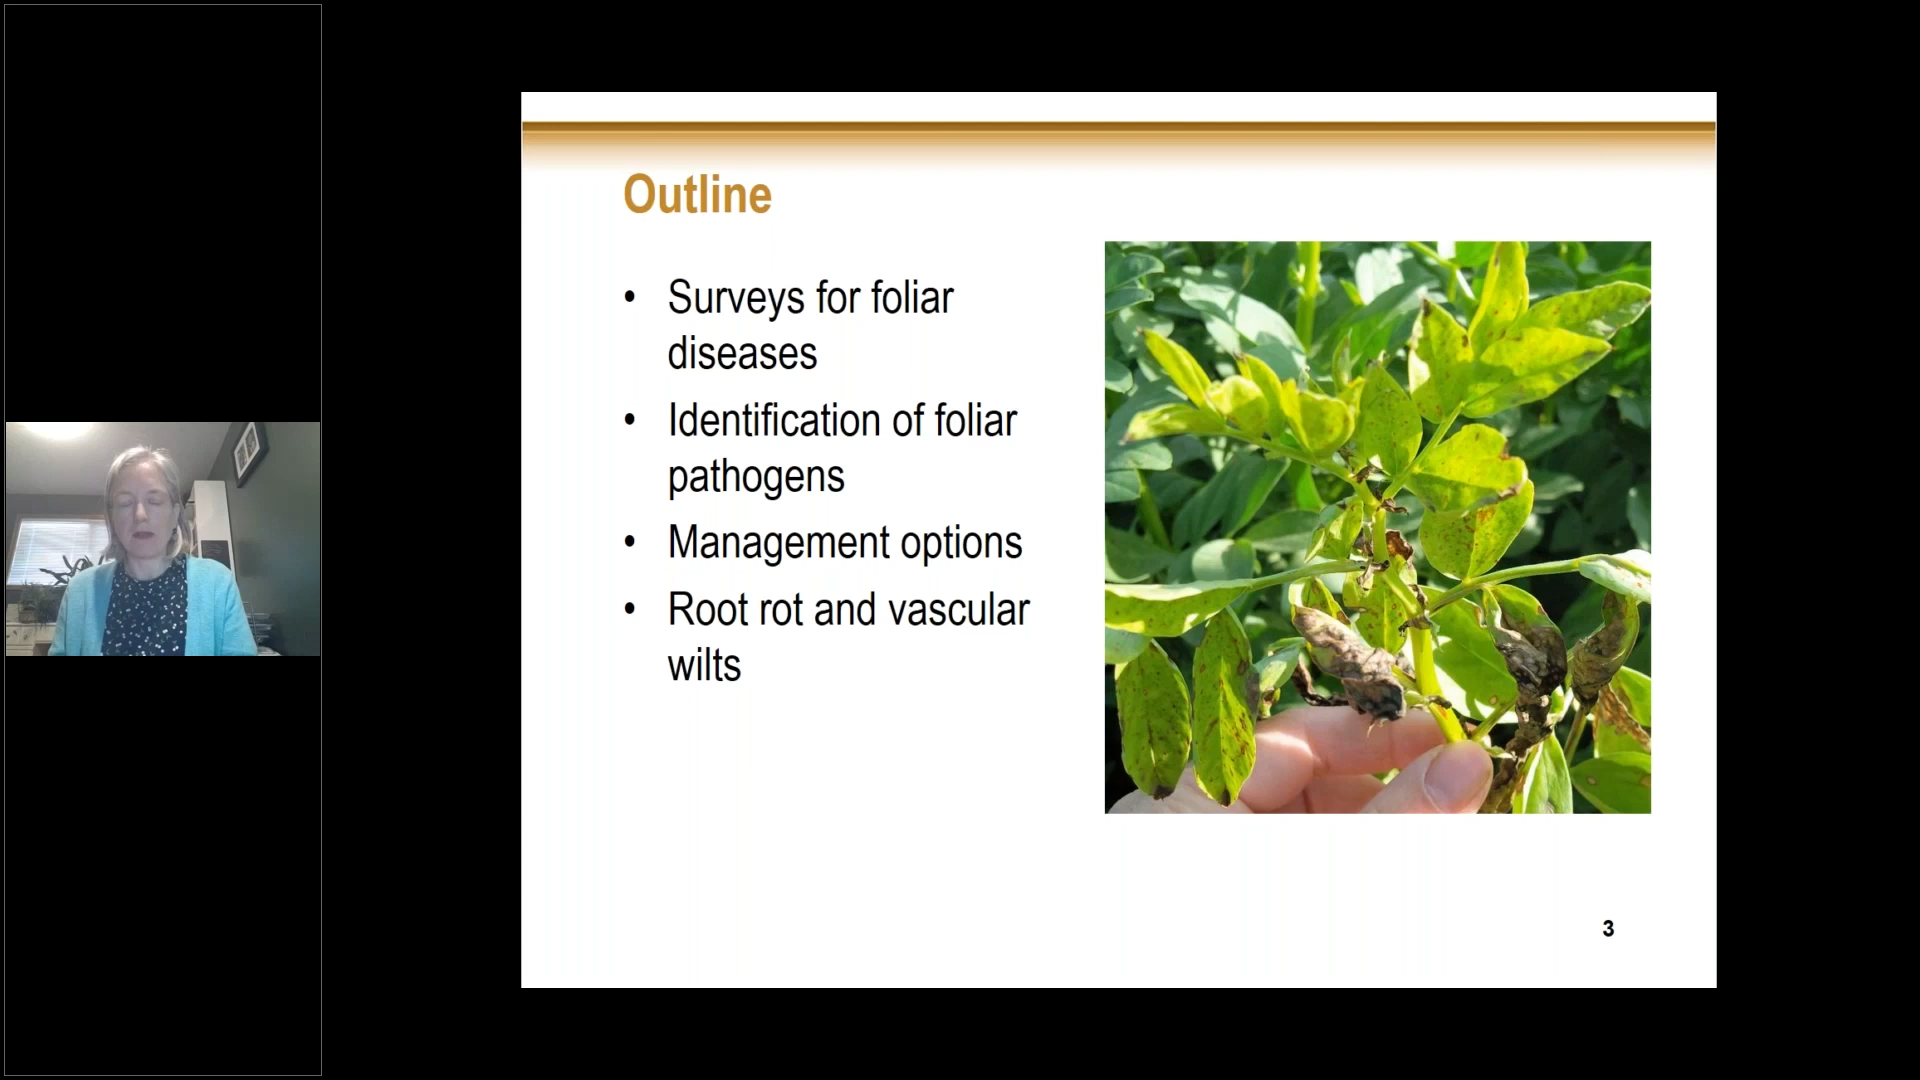 Outline
• Surveys for foliar
diseases
• Identification of foliar
pathogens
• Management options
• Root rot and vascular
wilts
3